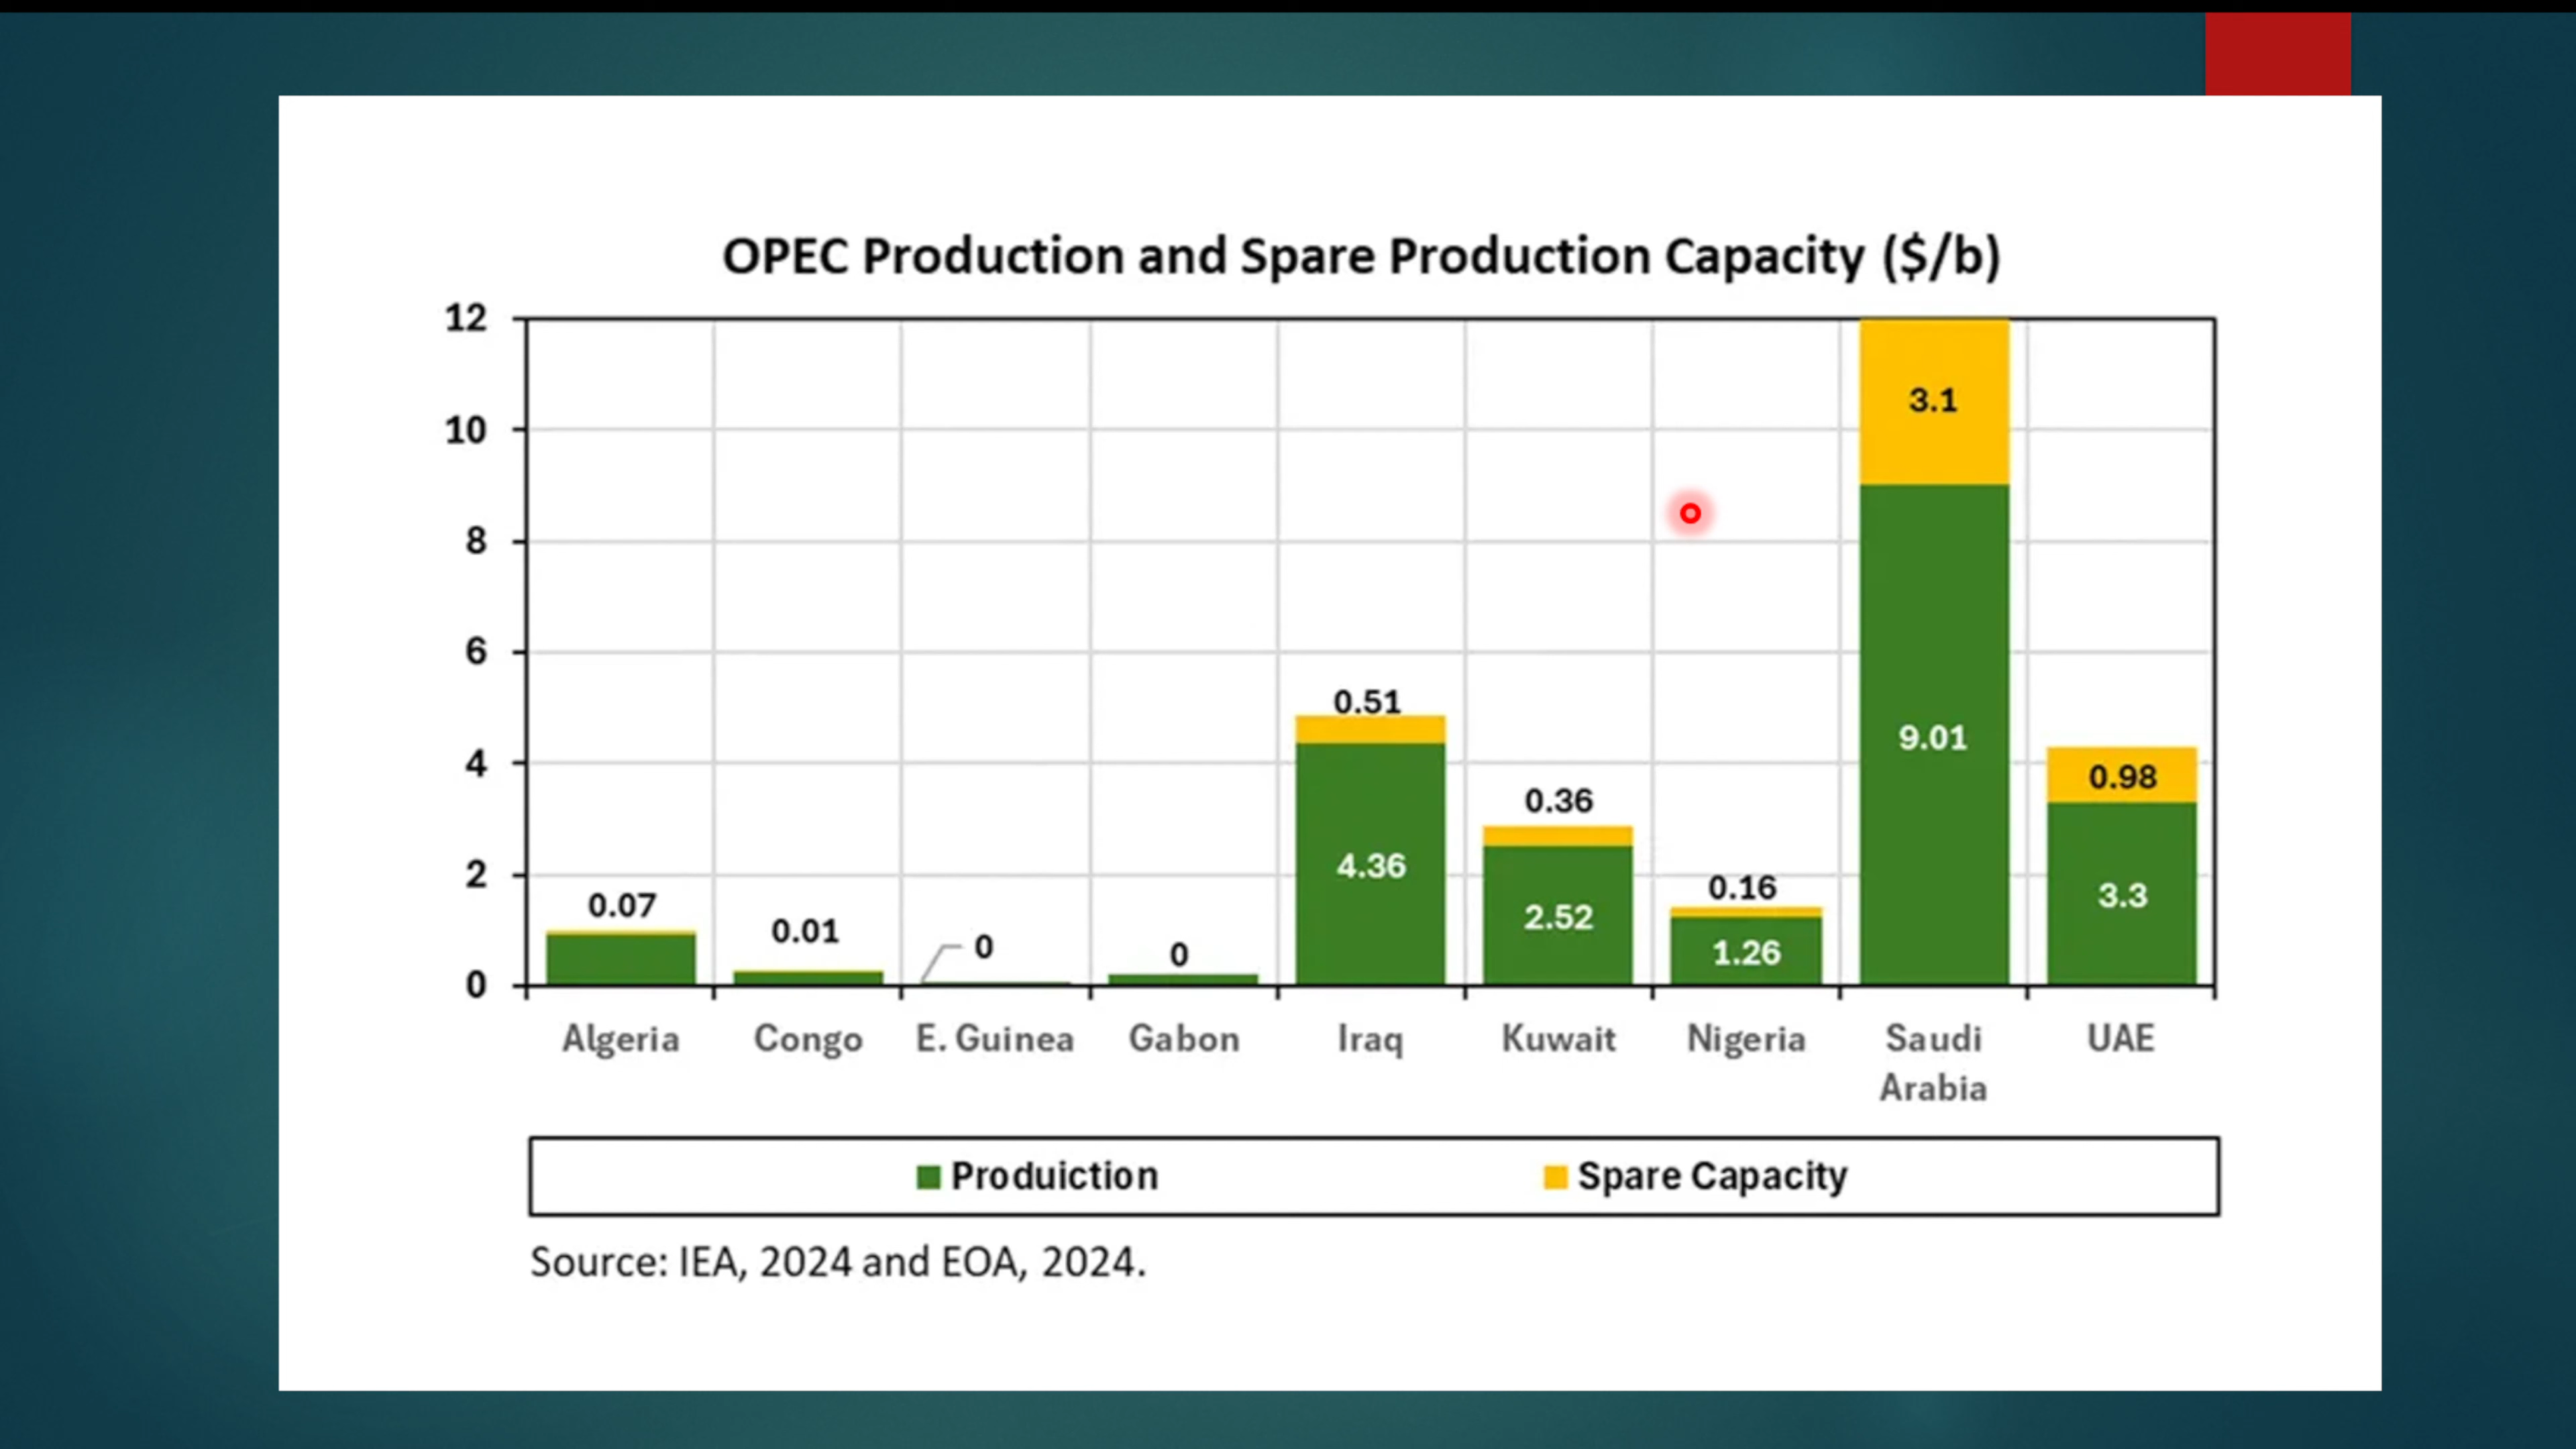 OPEC Production and Spare Production Capacity ($/b)
12
10
8
6
4
2
0
0.07
0.01
0
0
0.51
4.36
0.36
2.52
0.16
1.26
3.1
9.01
0.98
3.3
Algeria
Congo
E. Guinea
Gabon
Iraq
Kuwait
Nigeria
Saudi
Arabia
UAE
Produiction
Spare Capacity
Source: IEA, 2024 and EOA, 2024.